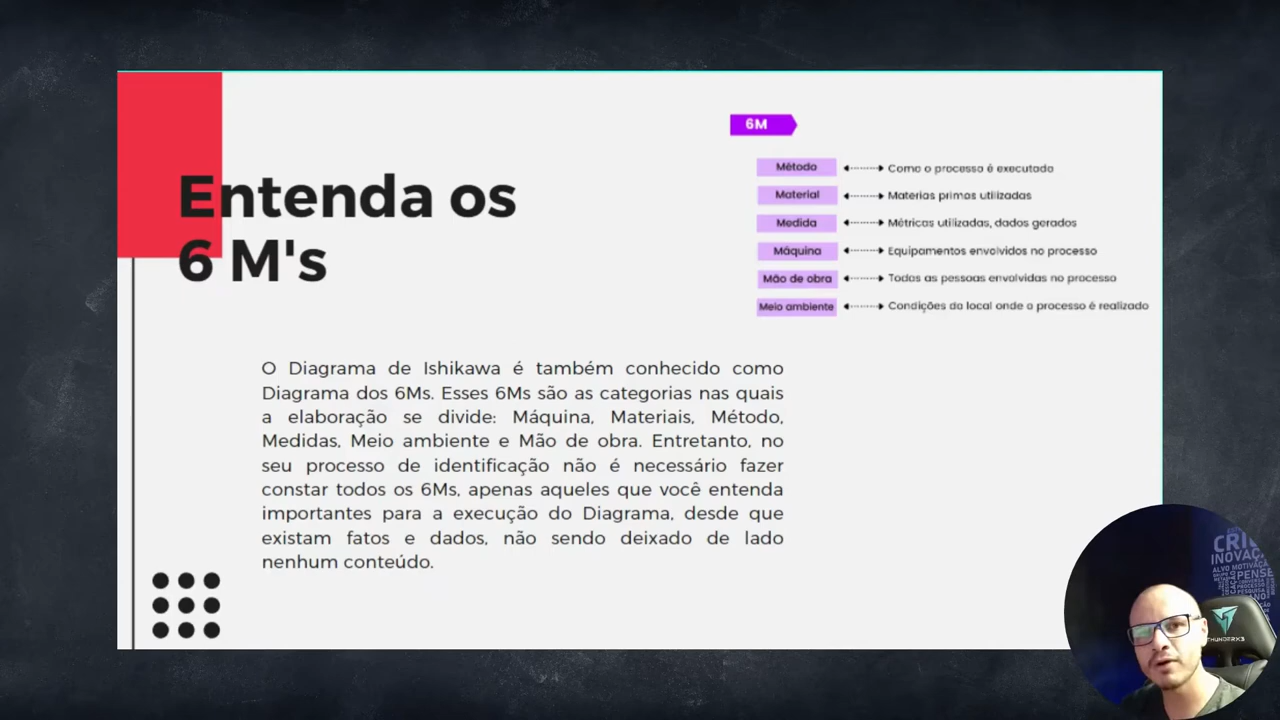 Entenda os
6 M's
6M
Método Como o processo é executado
Material Materias primas utilizadas
Medida Métricas utilizadas, dados gerados
Máquina Equipamentos envolvidos no processo
Mão de obra Todas as pessoas envolvidas no processo
Meio ambiente Condições do local onde o processo é realizado
O Diagrama de Ishikawa é também conhecido como
Diagrama dos 6Ms. Esses 6Ms são as categorias nas quais
a elaboração se divide: Máquina, Materiais, Método,
Medidas, Meio ambiente e Mão de obra. Entretanto, no
seu processo de identificação não é necessário fazer
constar todos os 6Ms, apenas aqueles que você entenda
importantes para a execução do Diagrama, desde que
existam fatos e dados, não sendo deixado de lado
nenhum conteúdo.
INOVAÇ
ALVO MOTIVAÇ
PENSE
THUNDERX3